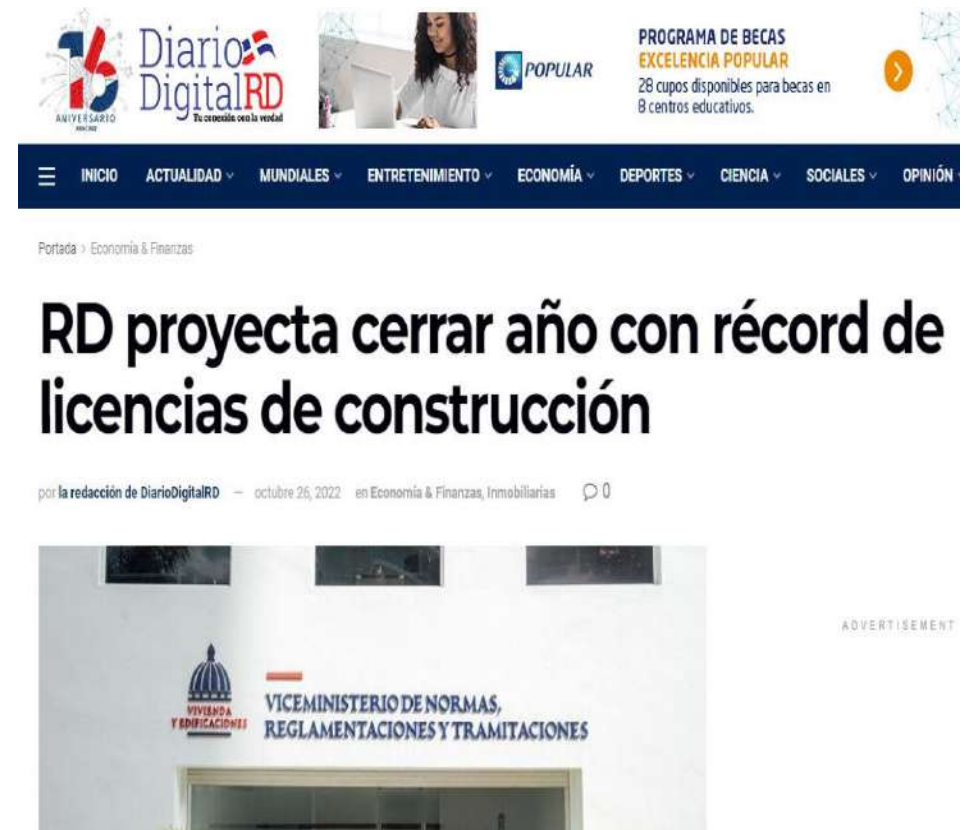 16
ANIVERSARIO
Diario
DigitalRD
Tu conexión con la verdad
POPULAR
PROGRAMA DE BECAS
EXCELENCIA POPULAR
28 cupos disponibles para becas en
8 centros educativos.
INICIO ACTUALIDAD MUNDIALES ENTRETENIMIENTO ECONOMÍA DEPORTES CIENCIA SOCIALES OPINIÓN
Portada > Economía & Finanzas
RD proyecta cerrar año con récord de
licencias de construcción
por la redacción de DiarioDigitalRD — octubre 26, 2022 en Economía & Finanzas, Inmobiliarias 0
ADVERTISEMENT
VIVIENDA
Y EDIFICACIONES
VICEMINISTERIO DE NORMAS,
REGLAMENTACIONES Y TRAMITACIONES